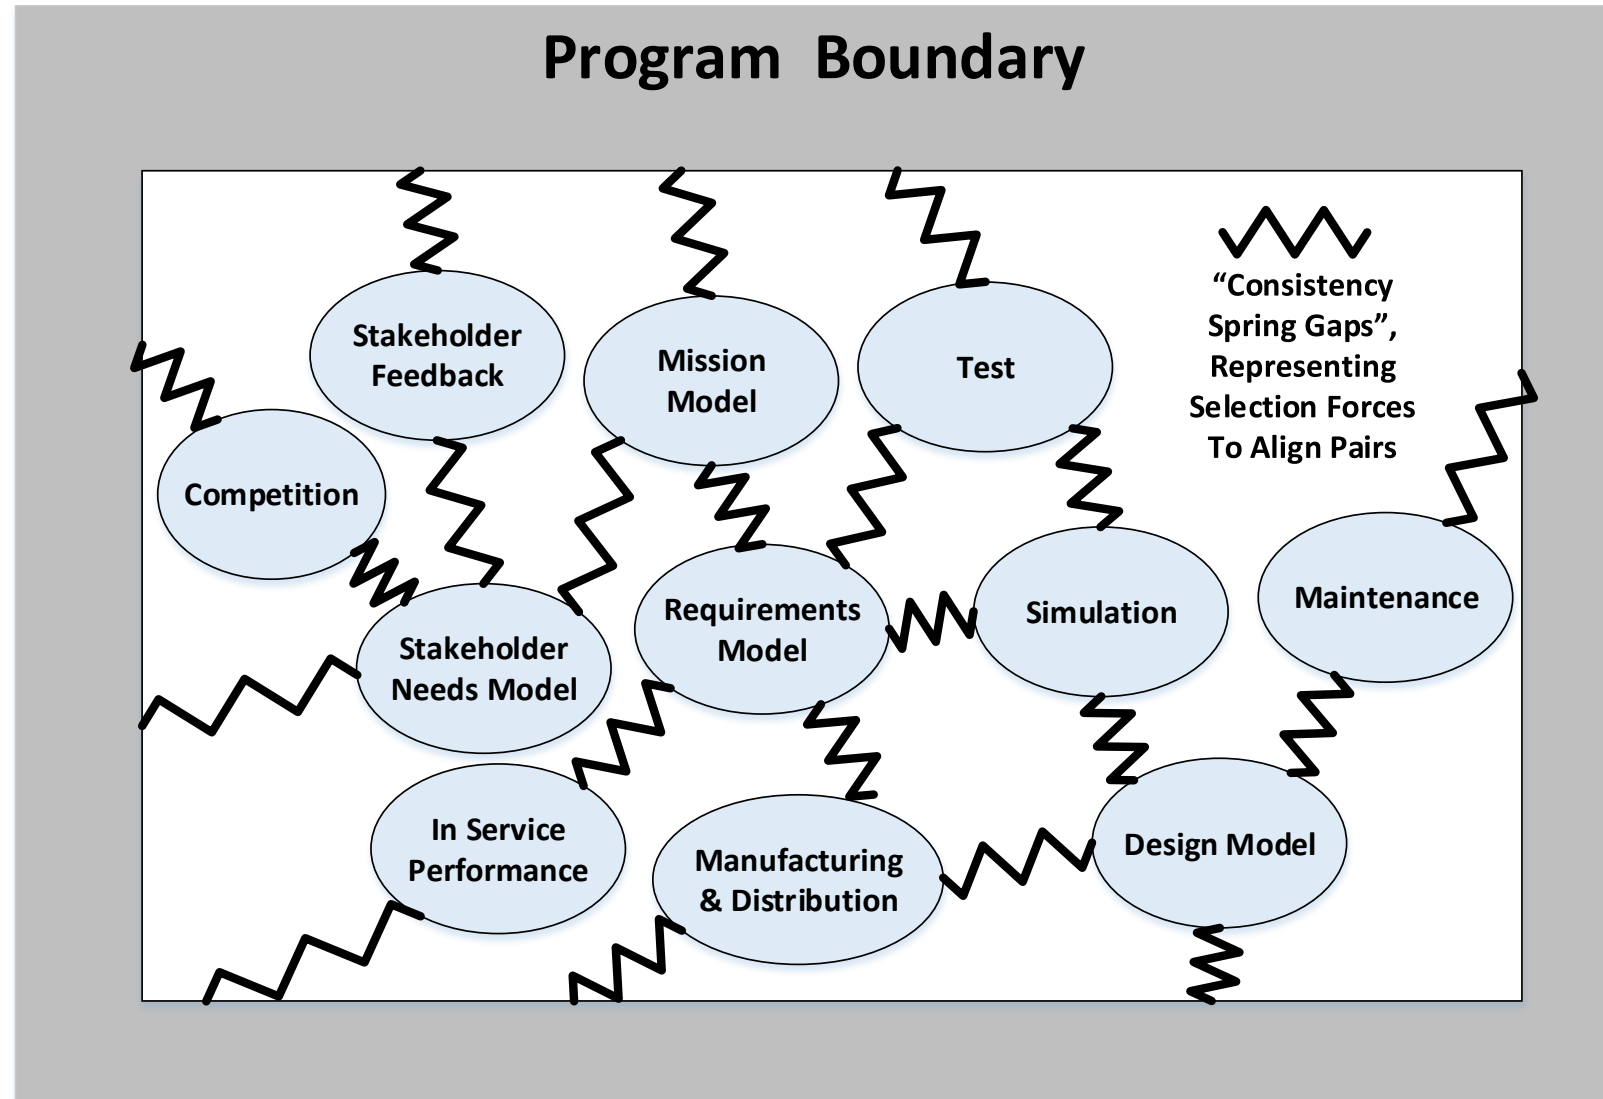 Program Boundary
Stakeholder
Feedback
Mission
Model
Test
“Consistency
Spring Gaps”,
Representing
Selection Forces
To Align Pairs
Competition
Stakeholder
Needs Model
Requirements
Model
Simulation
Maintenance
In Service
Performance
Manufacturing
& Distribution
Design Model